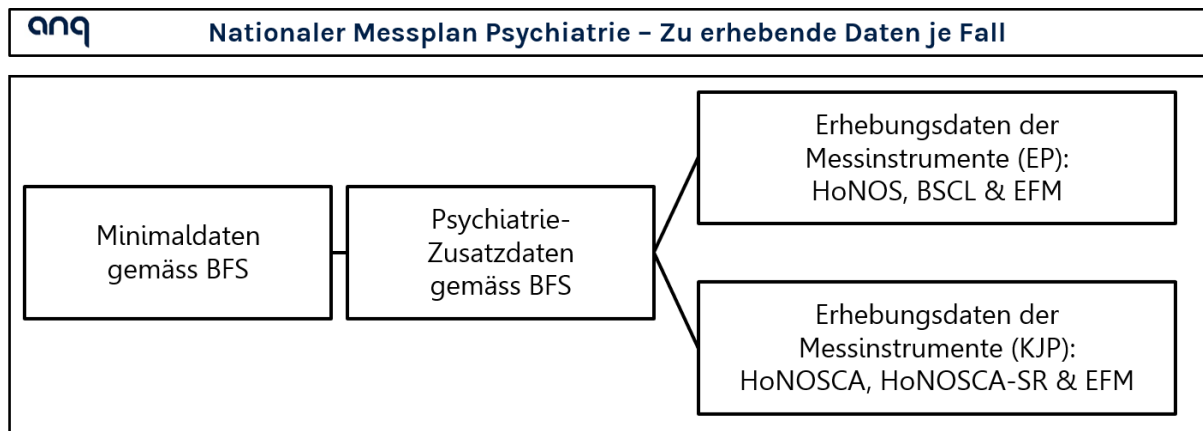 anq
Nationaler Messplan Psychiatrie – Zu erhebende Daten je Fall
Minimaldaten
gemäss BFS
Psychiatrie-
Zusatzdaten
gemäss BFS
Erhebungsdaten der
Messinstrumente (EP):
HoNOS, BSCL & EFM
Erhebungsdaten der
Messinstrumente (KJP):
HoNOSCA, HoNOSCA-SR & EFM